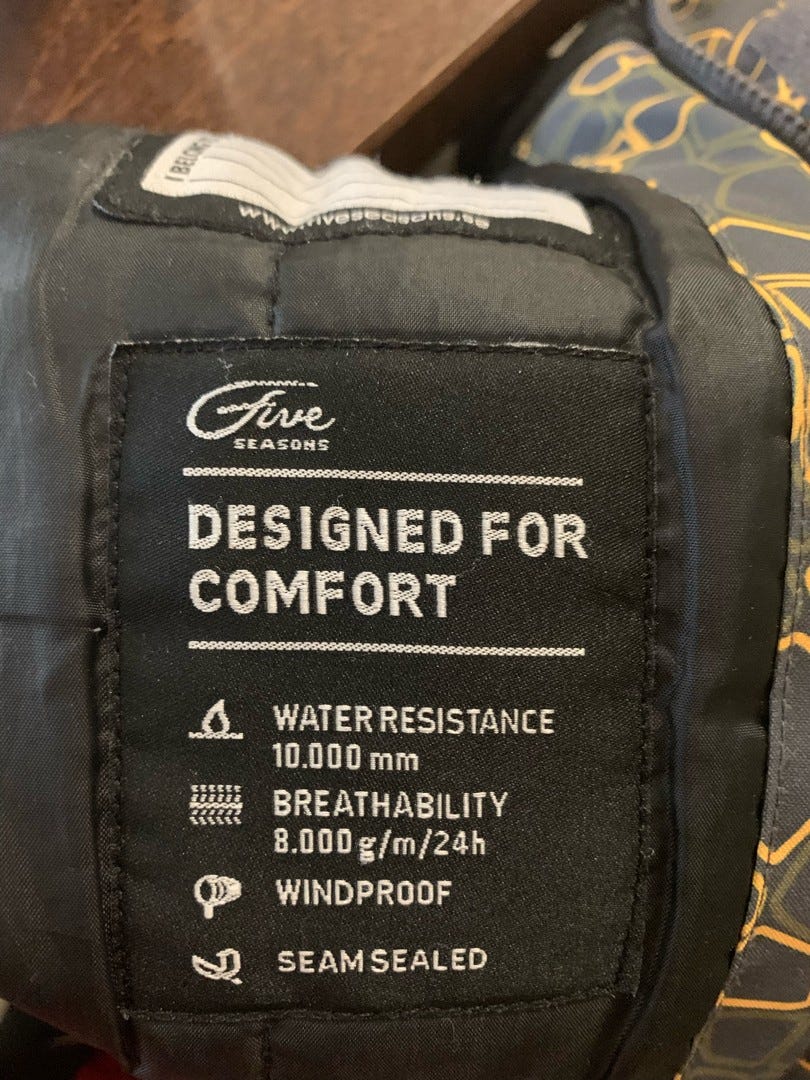 I BELONG
www.fiveseasons.se
Five
SEASONS
DESIGNED FOR
COMFORT
WATER RESISTANCE
10.000 mm
BREATHABILITY
8.000 g/m/24h
WINDPROOF
SEAM SEALED